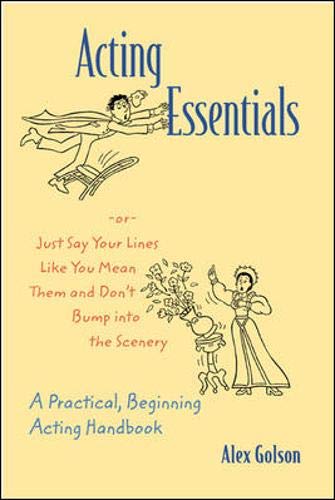 Acting
Essentials
-or-
Just Say Your Lines
Like You Mean
Them and Don't
Bump into
the Scenery
A Practical, Beginning
Acting Handbook
Alex Golson